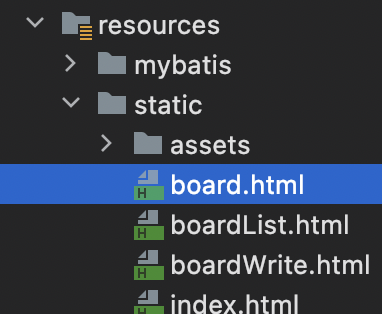 resources
mybatis
static
assets
H board.html
H boardList.html
H boardWrite.html
H index.html